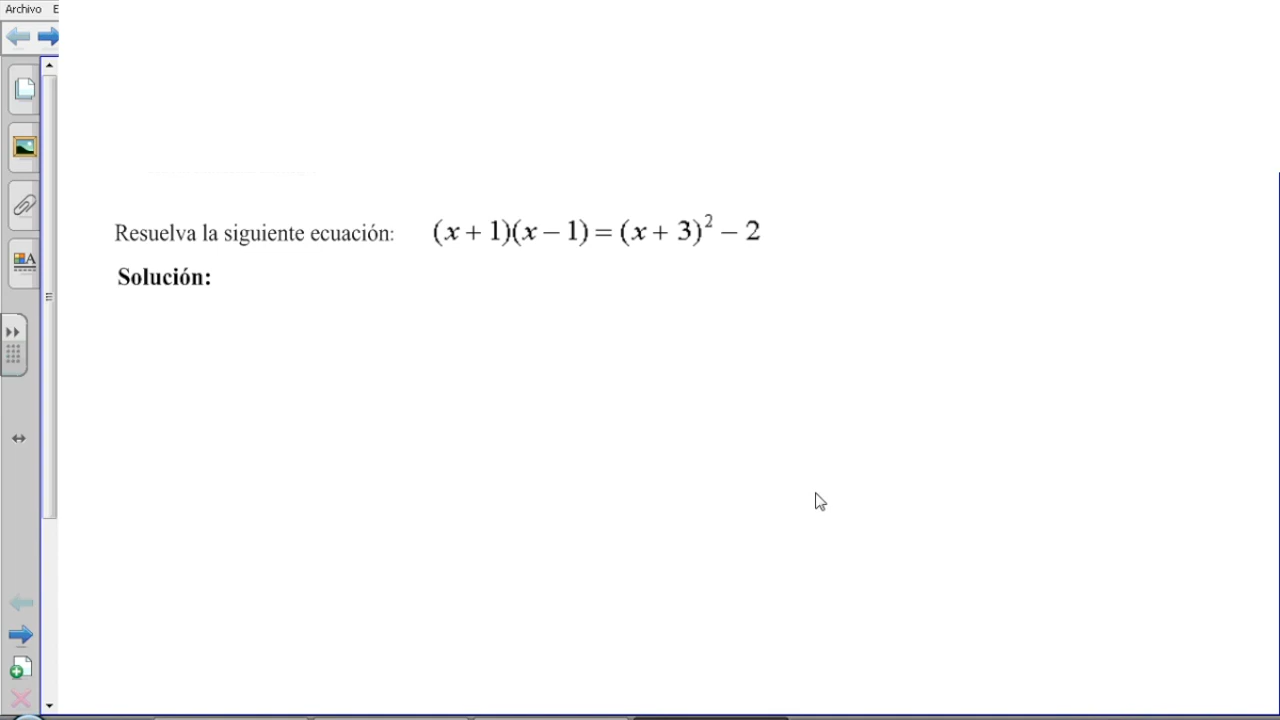 Archivo E
Resuelva la siguiente ecuación: (x + 1)(x − 1) = (x + 3)² − 2
Solución: